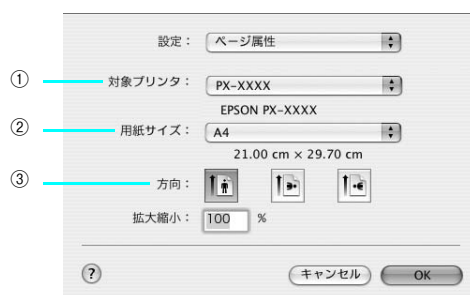 設定： ページ属性
① 対象プリンタ： PX-XXXX
EPSON PX-XXXX
② 用紙サイズ： A4
21.00 cm × 29.70 cm
③ 方向：
拡大縮小： 100 %
? キャンセル OK